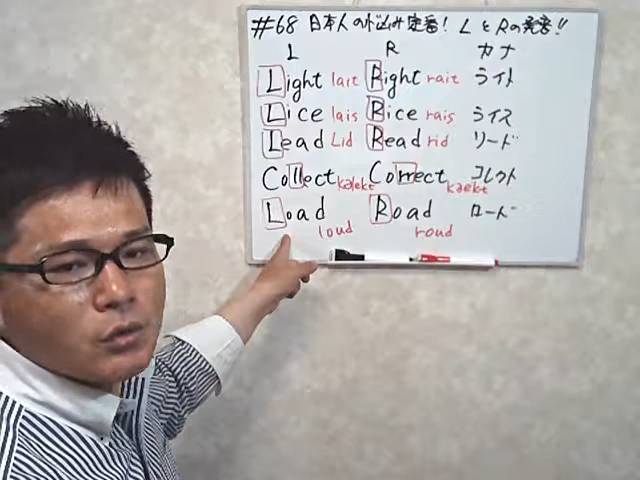 #68 日本人の悩み定番! LとRの発音!!
L R カナ
Light lait Right rait ライト
Lice lais Rice rais ライス
Lead Lid Read rid リード
Collect kəlekt Correct kəlekt コレクト
Load loud Road roud ロード